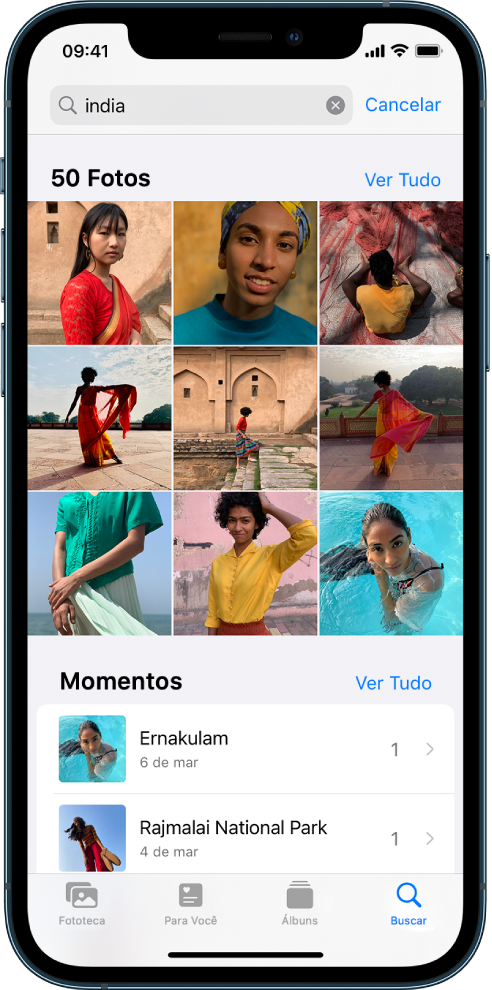 09:41
india
Cancelar
50 Fotos
Ver Tudo
Momentos
Ver Tudo
Ernakulam
6 de mar
1
Rajmalai National Park
4 de mar
1
Fototeca
Para Você
Álbuns
Buscar